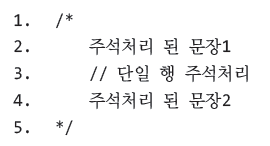 1. /*
2. 주석처리 된 문장1
3. // 단일 행 주석처리
4. 주석처리 된 문장2
5. */